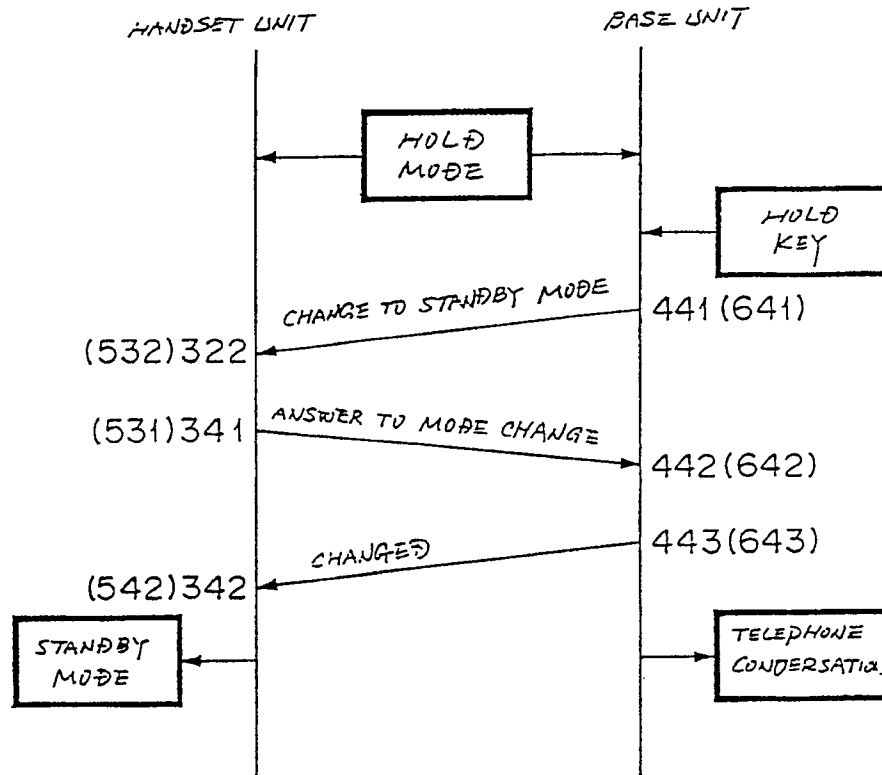 HANDSET UNIT
BASE UNIT
HOLD
MODE
HOLD
KEY
CHANGE TO STANDBY MODE
441(641)
(532)322
(531)341
ANSWER TO MODE CHANGE
442(642)
CHANGED
443(643)
(542)342
STANDBY
MODE
TELEPHONE
CONDERSATION